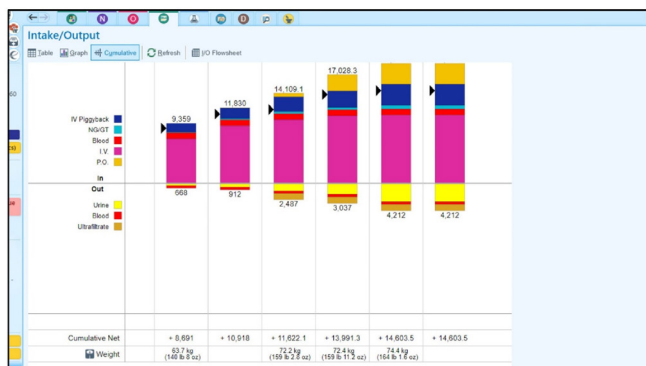 N
D
Intake/Output
Table Graph Cumulative Refresh I/O Flowsheet
17,028.3
14,109.1
11,830
9,359
IV Piggyback
NG/GT
Blood
I.V.
P.O.
In
Out
Urine
Blood
Ultrafiltrate
668
912
2,487
3,037
4,212
4,212
Cumulative Net + 8,691 + 10,918 + 11,622.1 + 13,991.3 + 14,603.5 + 14,603.5
Weight 63.7 kg 72.2 kg 72.4 kg 74.4 kg
(140 lb 8 oz) (159 lb 2.8 oz) (159 lb 11.2 oz) (164 lb 1.6 oz)